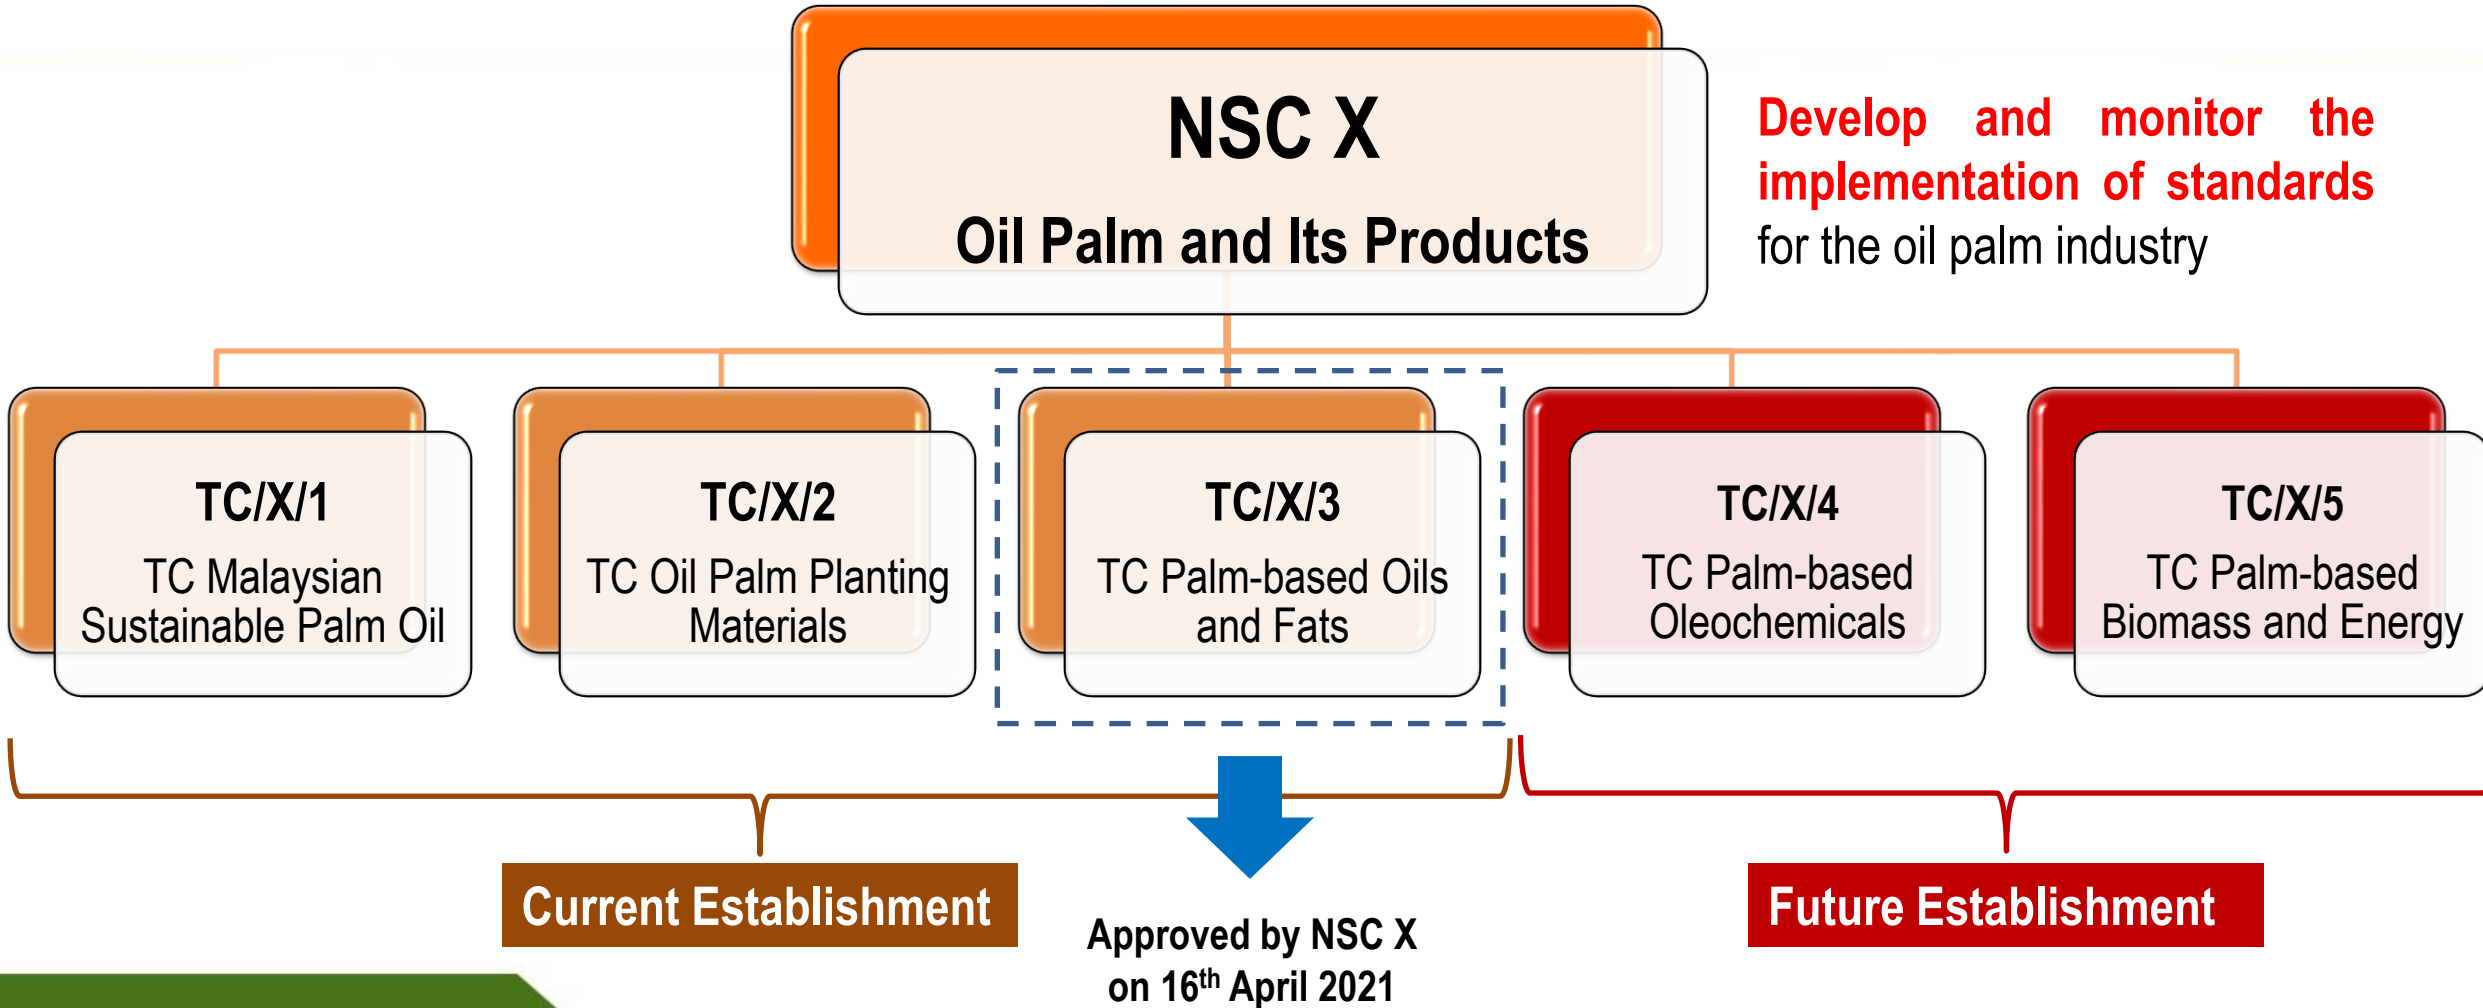 NSC X
Oil Palm and Its Products
Develop and monitor the
implementation of standards
for the oil palm industry
TC/X/1
TC Malaysian
Sustainable Palm Oil
TC/X/2
TC Oil Palm Planting
Materials
TC/X/3
TC Palm-based Oils
and Fats
TC/X/4
TC Palm-based
Oleochemicals
TC/X/5
TC Palm-based
Biomass and Energy
Current Establishment
Approved by NSC X
on 16th April 2021
Future Establishment